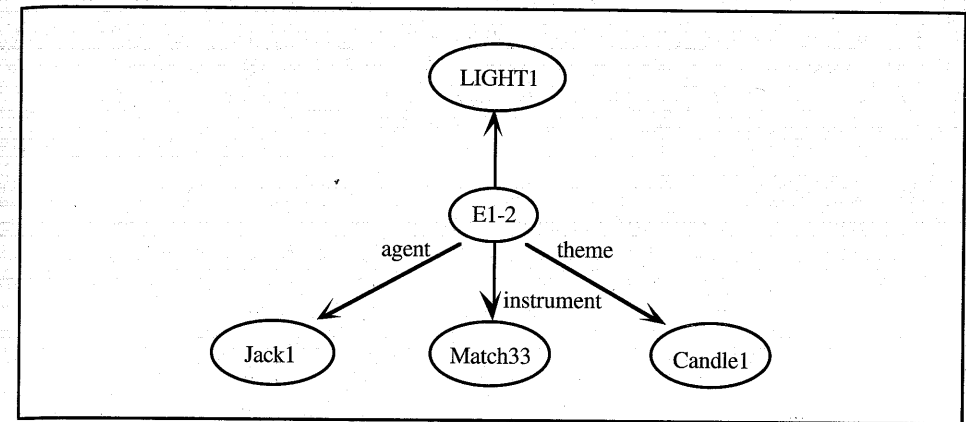 LIGHT1
E1-2
agent
theme
instrument
Jack1
Match33
Candle1